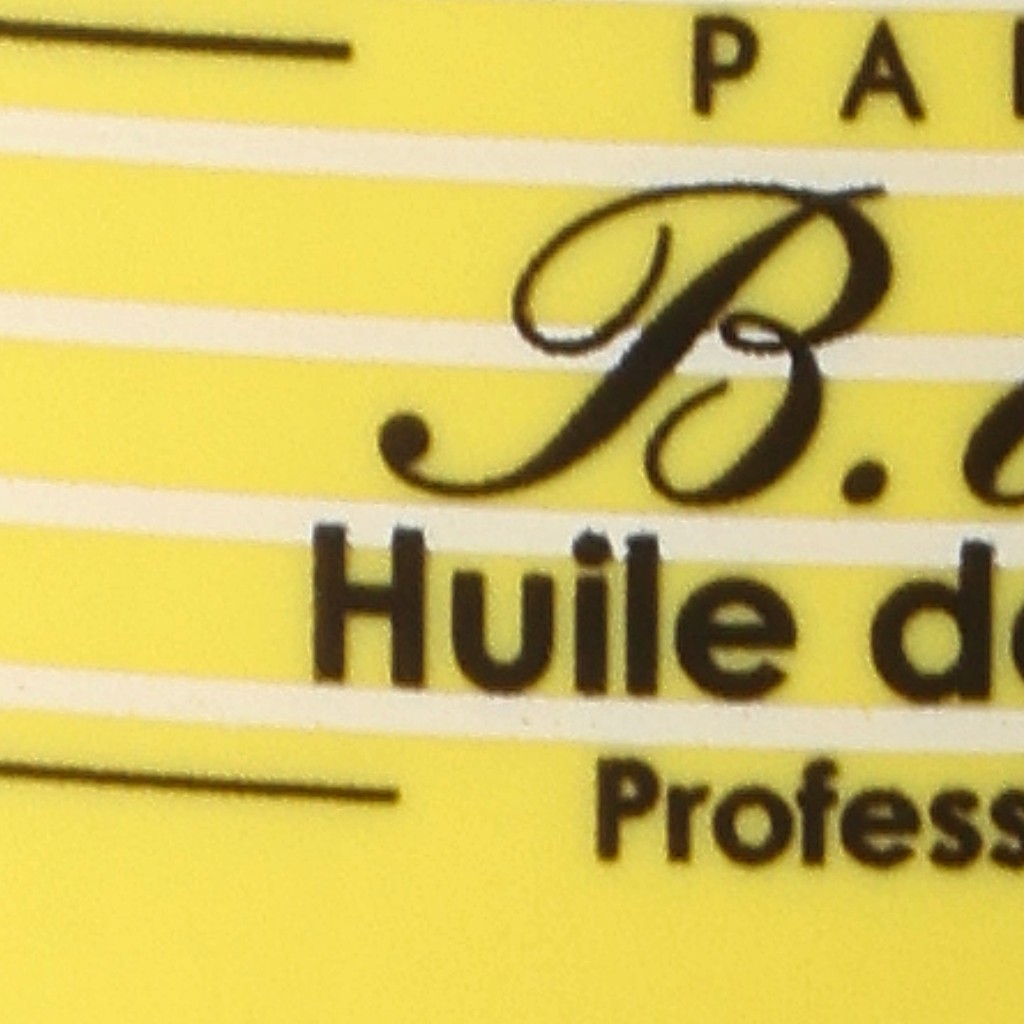 PA
B.
Huile d
Profess